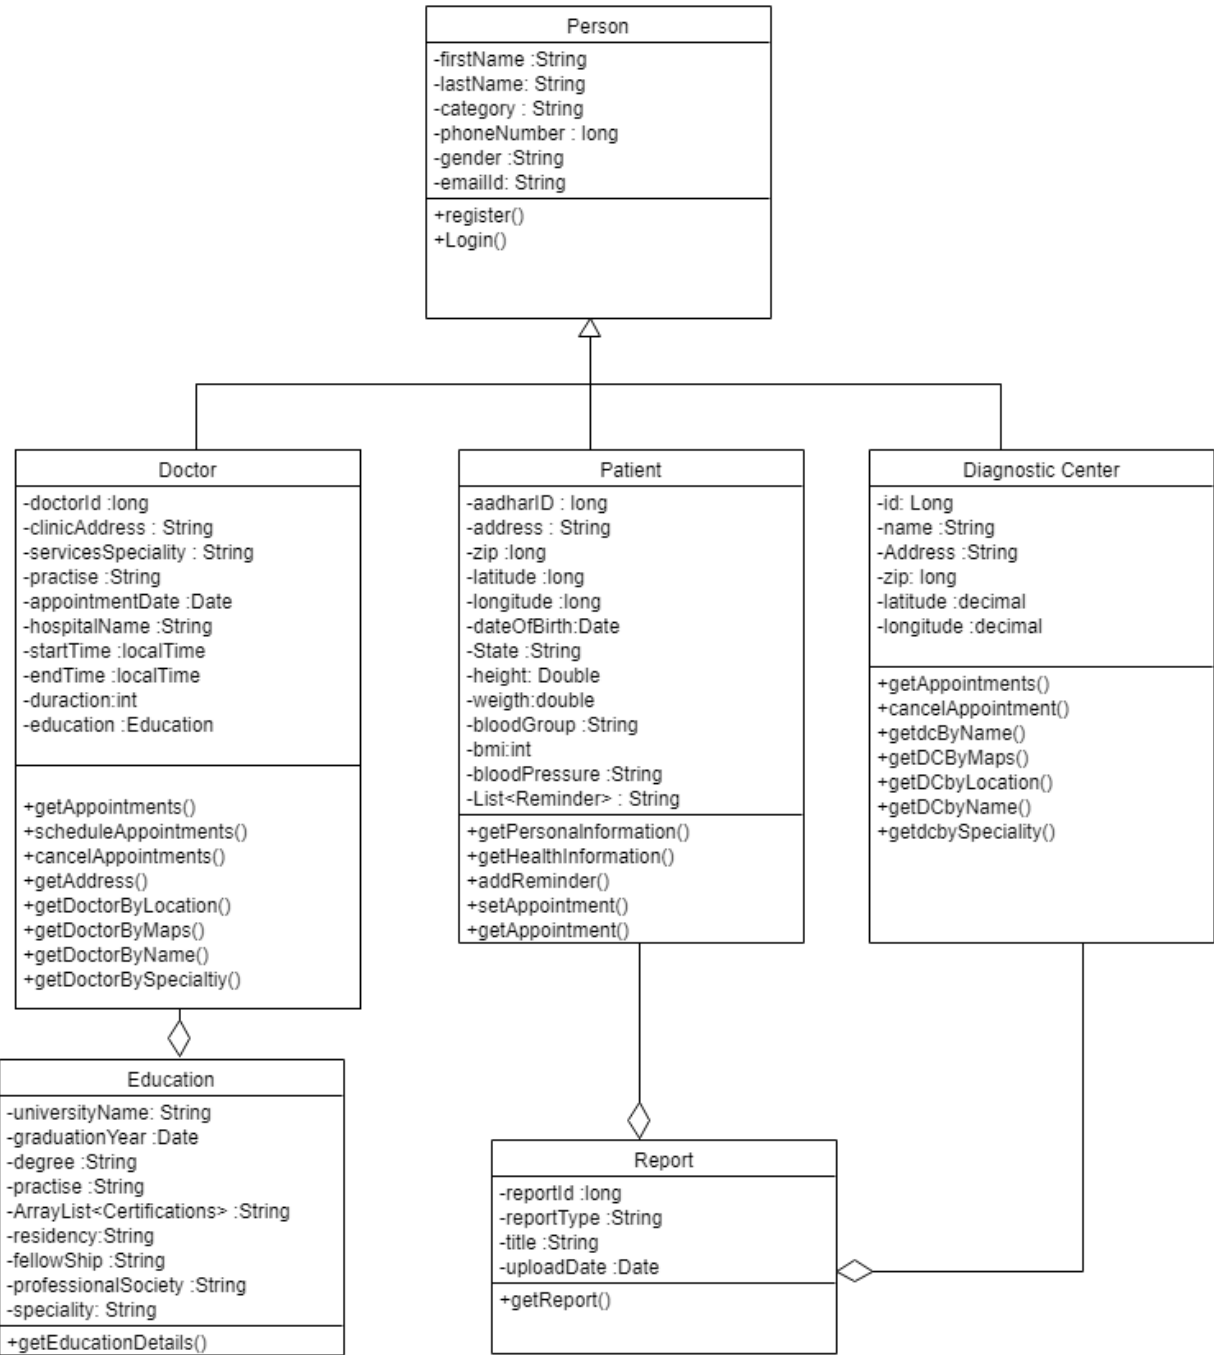 Person
-firstName :String
-lastName: String
-category : String
-phoneNumber : long
-gender :String
-emailId: String
+register()
+Login()
Doctor
-doctorId :long
-clinicAddress : String
-servicesSpeciality : String
-practise :String
-appointmentDate :Date
-hospitalName :String
-startTime :localTime
-endTime :localTime
-duraction:int
-education :Education
+getAppointments()
+scheduleAppointments()
+cancelAppointments()
+getAddress()
+getDoctorByLocation()
+getDoctorByMaps()
+getDoctorByName()
+getDoctorBySpecialtiy()
Patient
-aadharID : long
-address : String
-zip :long
-latitude :long
-longitude :long
-dateOfBirth:Date
-State :String
-height: Double
-weigth:double
-bloodGroup :String
-bmi:int
-bloodPressure :String
-List<Reminder> : String
+getPersonalnformation()
+getHealthInformation()
+addReminder()
+setAppointment()
+getAppointment()
Diagnostic Center
-id: Long
-name :String
-Address :String
-zip: long
-latitude :decimal
-longitude :decimal
+getAppointments()
+cancelAppointment()
+getdcByName()
+getDCByMaps()
+getDCbyLocation()
+getDCbyName()
+getdcbySpeciality()
Education
-universityName: String
-graduationYear :Date
-degree :String
-practise :String
-ArrayList<Certifications> :String
-residency:String
-fellowShip :String
-professionalSociety :String
-speciality: String
+getEducationDetails()
Report
-reportId :long
-reportType :String
-title :String
-uploadDate :Date
+getReport()